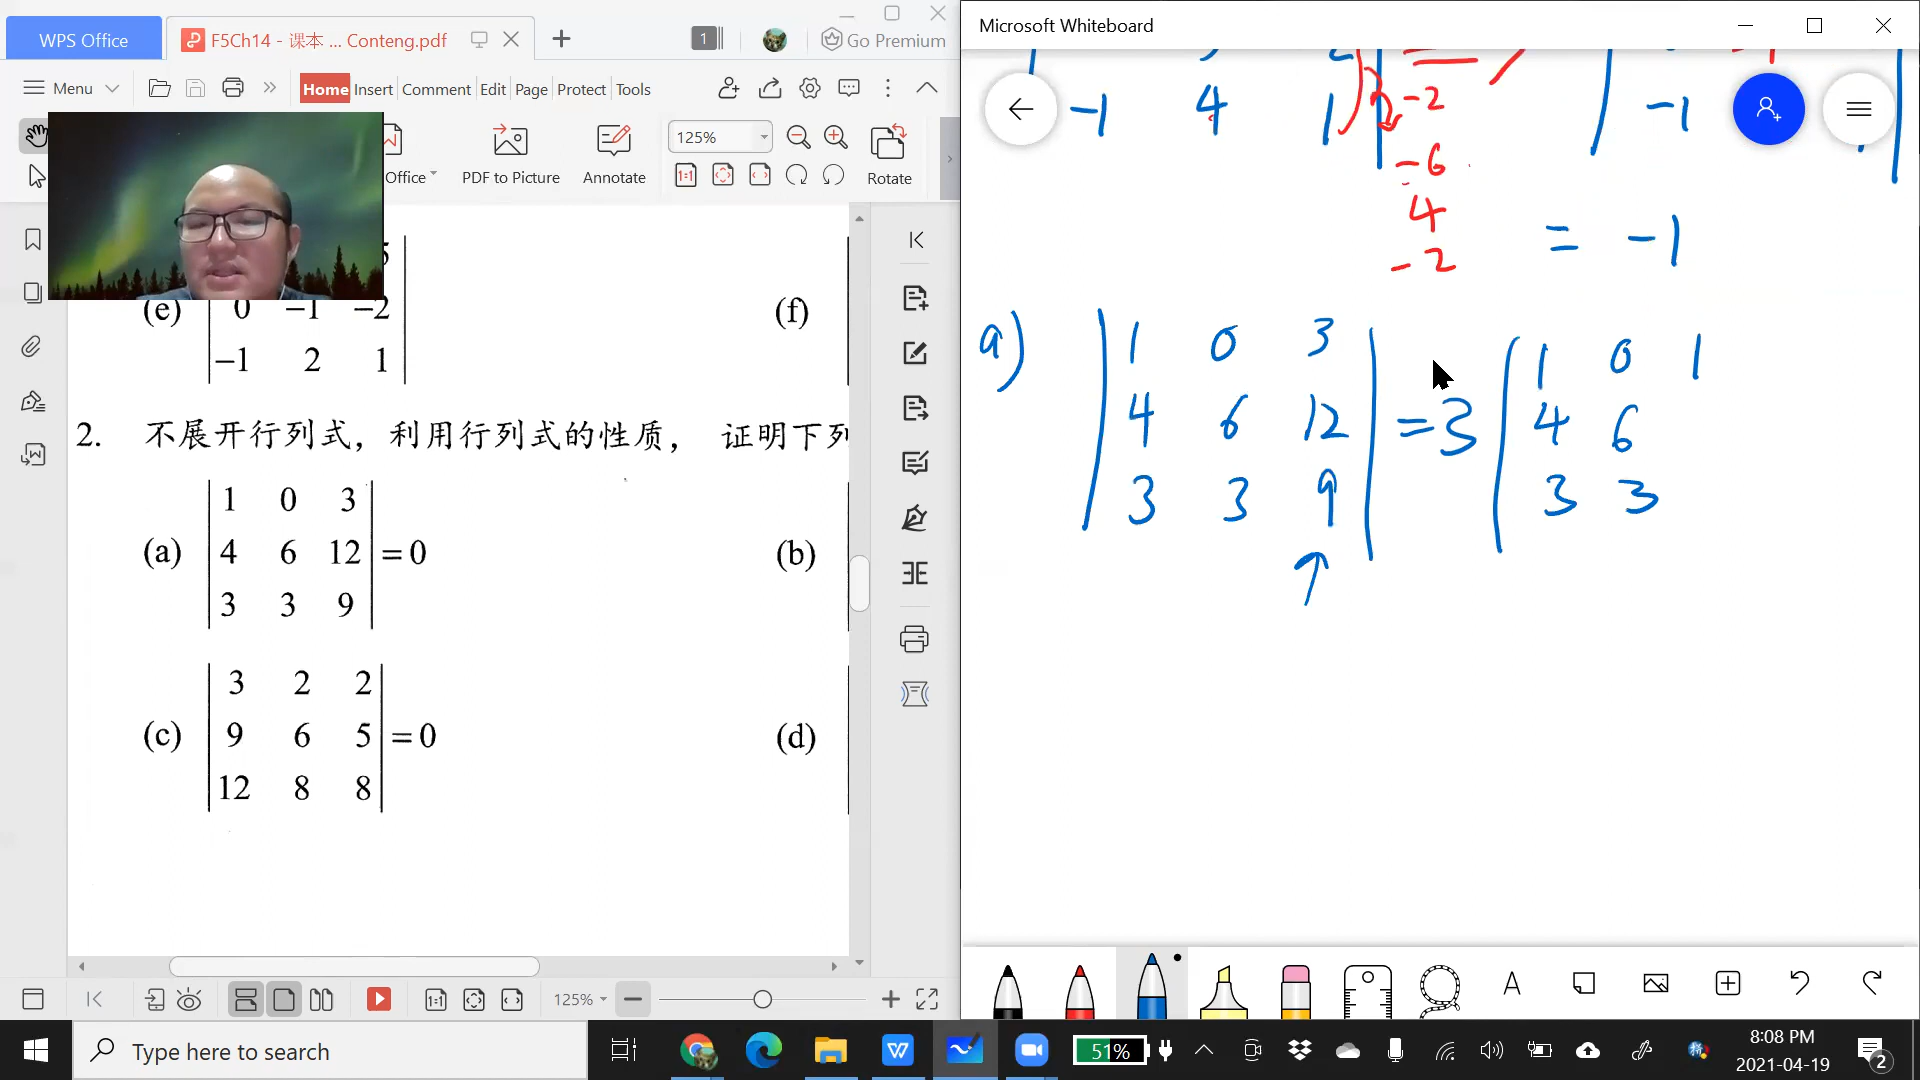 WPS Office
F5Ch14 - 课本 ... Conteng.pdf
1
Go Premium
Menu
Home Insert Comment Edit Page Protect Tools
Office
PDF to Picture
Annotate
125%
Rotate
5
(e) 0 −1 −2
−1 2 1
(f)
2. 不展开行列式，利用行列式的性质， 证明下列
1 0 3
(a) 4 6 12 = 0
3 3 9
(b)
3 2 2
(c) 9 6 5 = 0
12 8 8
(d)
125%
Microsoft Whiteboard
-1 4 1
-2
-1
-6
4
-2
= -1
a) 1 0 3
4 6 12
3 3 9
= 3
1 0 1
4 6
3 3
Type here to search
51%
8:08 PM
2021-04-19
2